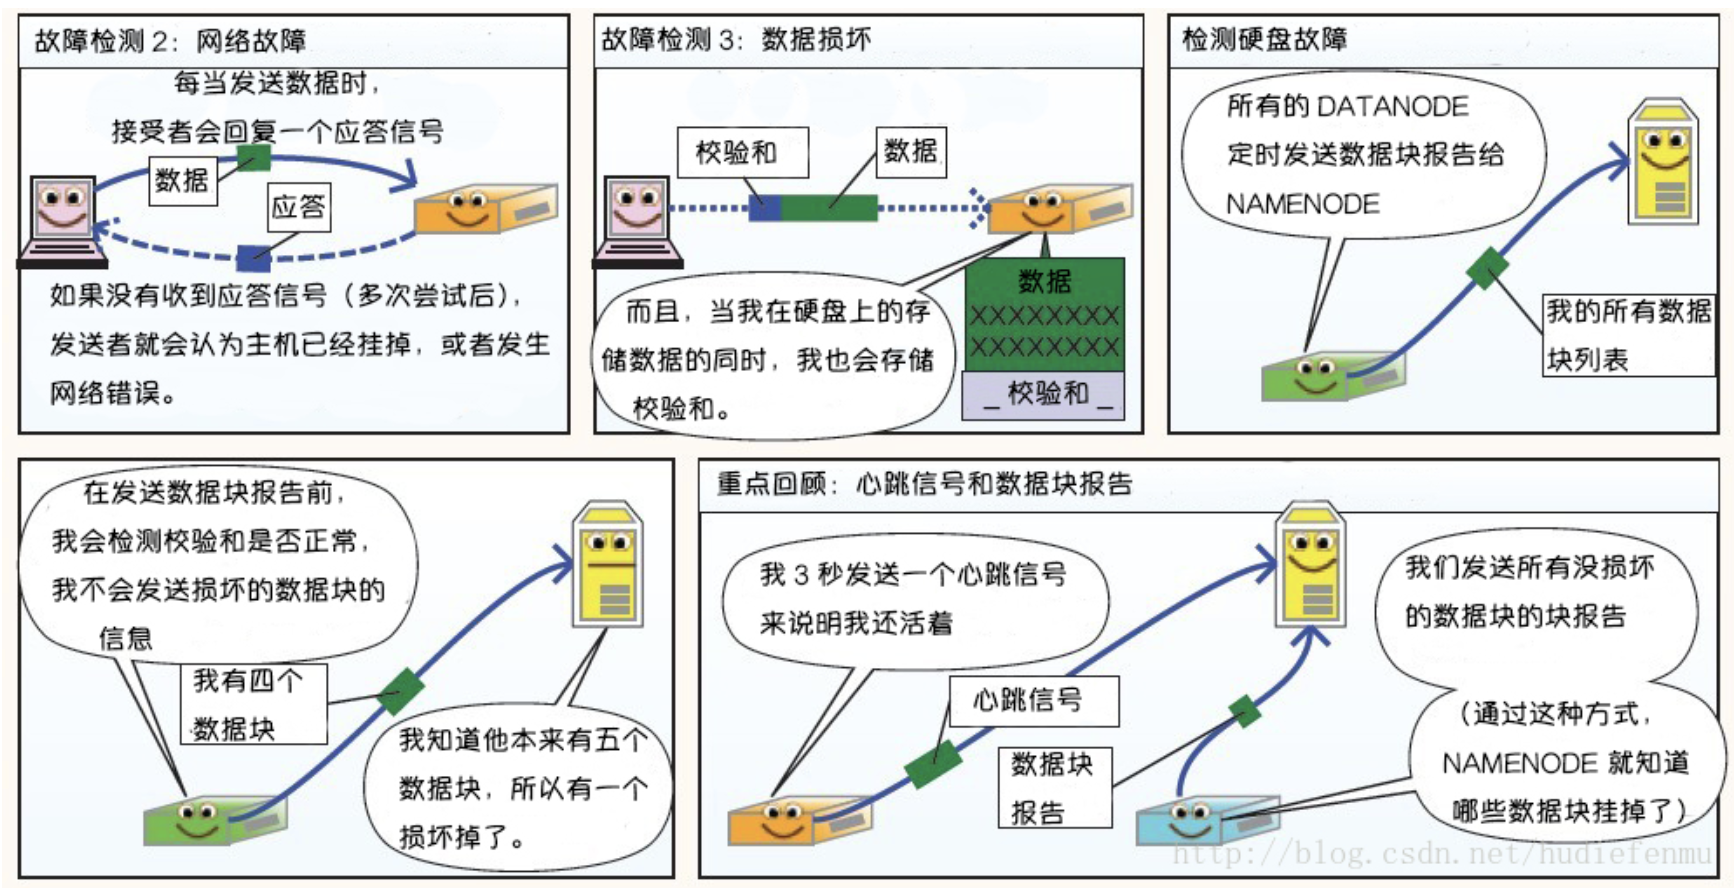 故障检测 2：网络故障
每当发送数据时，
接受者会回复一个应答信号
数据
应答
如果没有收到应答信号（多次尝试后），
发送者就会认为主机已经挂掉，或者发生
网络错误。
故障检测 3：数据损坏
校验和
数据
数据
XXXXXXXX
XXXXXXXX
_ 校验和 _
而且，当我在硬盘上的存
储数据的同时，我也会存储
校验和。
检测硬盘故障
所有的 DATANODE
定时发送数据块报告给
NAMENODE
我的所有数据
块列表
在发送数据块报告前，
我会检测校验和是否正常，
我不会发送损坏的数据块的
信息
我有四个
数据块
我知道他本来有五个
数据块，所以有一个
损坏掉了。
重点回顾：心跳信号和数据块报告
我 3 秒发送一个心跳信号
来说明我还活着
心跳信号
数据块
报告
我们发送所有没损坏
的数据块的块报告
（通过这种方式，
NAMENODE 就知道
哪些数据块挂掉了）
http://blog.csdn.net/hudiefenmu